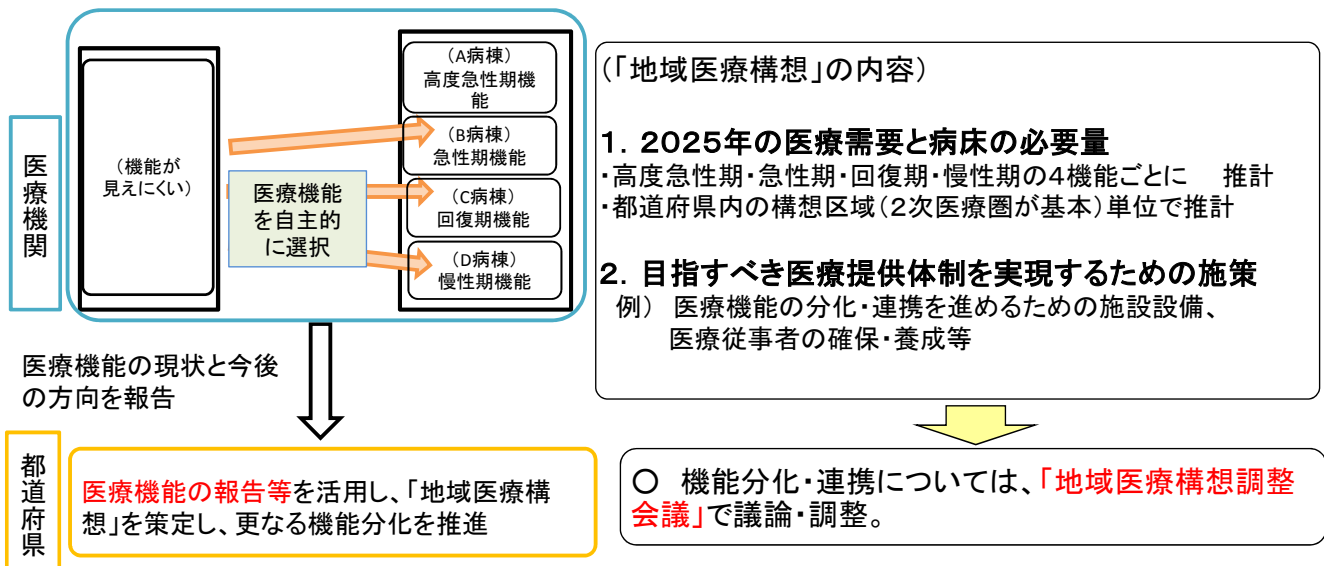 医療機関
(機能が
見えにくい)
医療機能
を自主的
に選択
(A病棟)
高度急性期機
能
(B病棟)
急性期機能
(C病棟)
回復期機能
(D病棟)
慢性期機能
医療機能の現状と今後
の方向を報告
都道府県
医療機能の報告等を活用し、「地域医療構
想」を策定し、更なる機能分化を推進
(「地域医療構想」の内容)
1.2025年の医療需要と病床の必要量
・高度急性期・急性期・回復期・慢性期の4機能ごとに 推計
・都道府県内の構想区域(2次医療圏が基本)単位で推計
2.目指すべき医療提供体制を実現するための施策
例) 医療機能の分化・連携を進めるための施設設備、
医療従事者の確保・養成等
○ 機能分化・連携については、「地域医療構想調整
会議」で議論・調整。